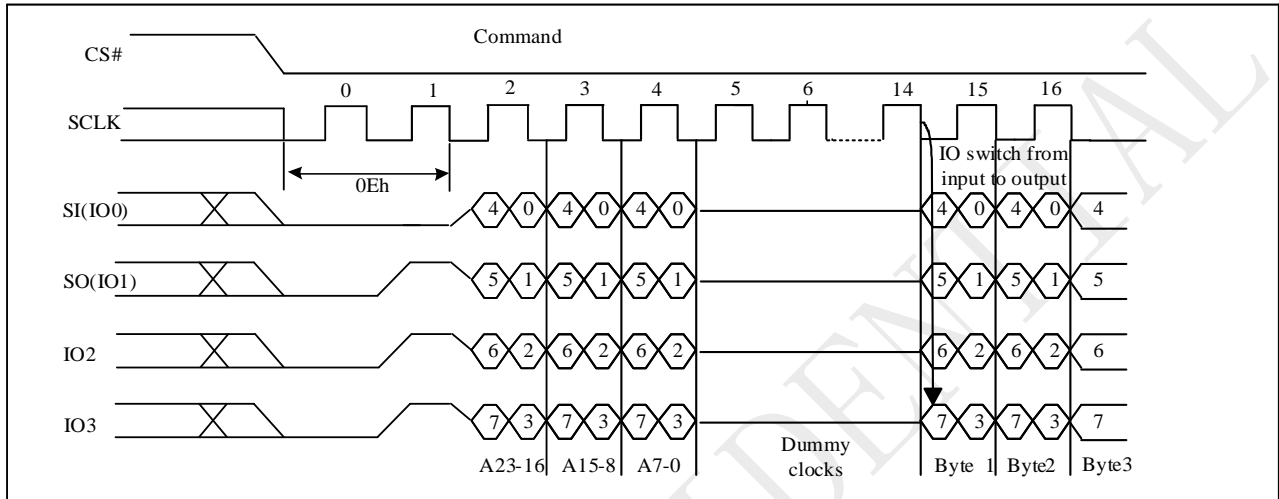 Command
CS#
0 1 2 3 4 5 6 14 15 16
SCLK
IO switch from
input to output
0Eh
SI(IO0)
4 0 4 0 4 0 4 0 4 0 4
SO(IO1)
5 1 5 1 5 1 5 1 5 1 5
IO2
6 2 6 2 6 2 6 2 6 2 6
IO3
7 3 7 3 7 3 7 3 7 3 7
Dummy
clocks
A23-16 A15-8 A7-0 Byte 1 Byte2 Byte3
DENTIAL